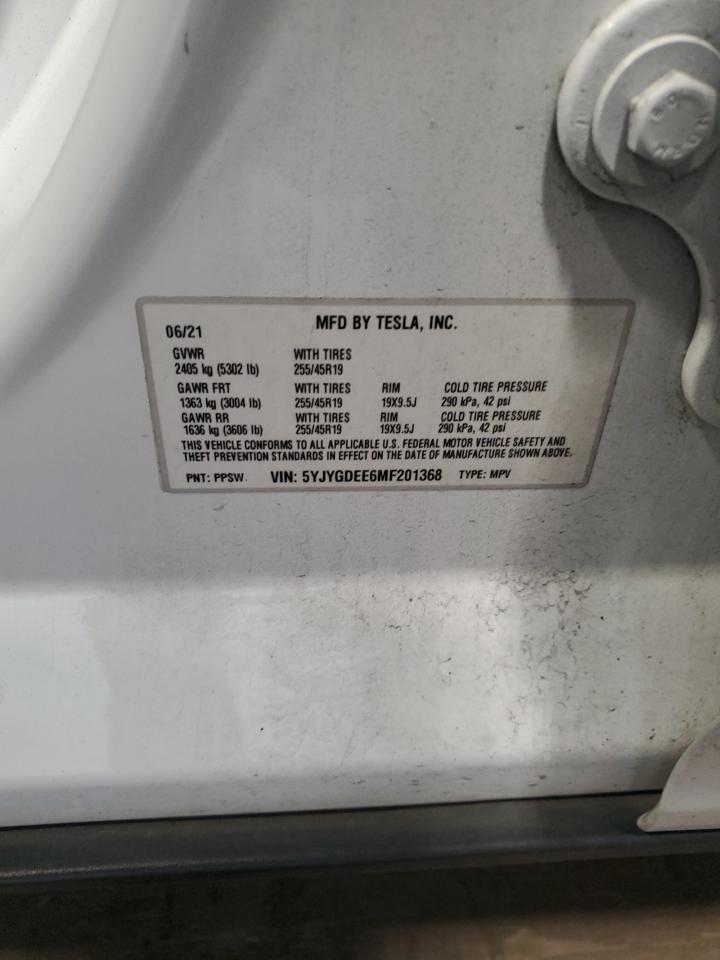 06/21 MFD BY TESLA, INC.
GVWR WITH TIRES
2405 kg (5302 lb) 255/45R19
GAWR FRT WITH TIRES RIM COLD TIRE PRESSURE
1363 kg (3004 lb) 255/45R19 19X9.5J 290 kPa, 42 psi
GAWR RR WITH TIRES RIM COLD TIRE PRESSURE
1636 kg (3606 lb) 255/45R19 19X9.5J 290 kPa, 42 psi
THIS VEHICLE CONFORMS TO ALL APPLICABLE U.S. FEDERAL MOTOR VEHICLE SAFETY AND
THEFT PREVENTION STANDARDS IN EFFECT ON THE DATE OF MANUFACTURE SHOWN ABOVE.
PNT: PPSW VIN: 5YJYGDEE6MF201368 TYPE: MPV